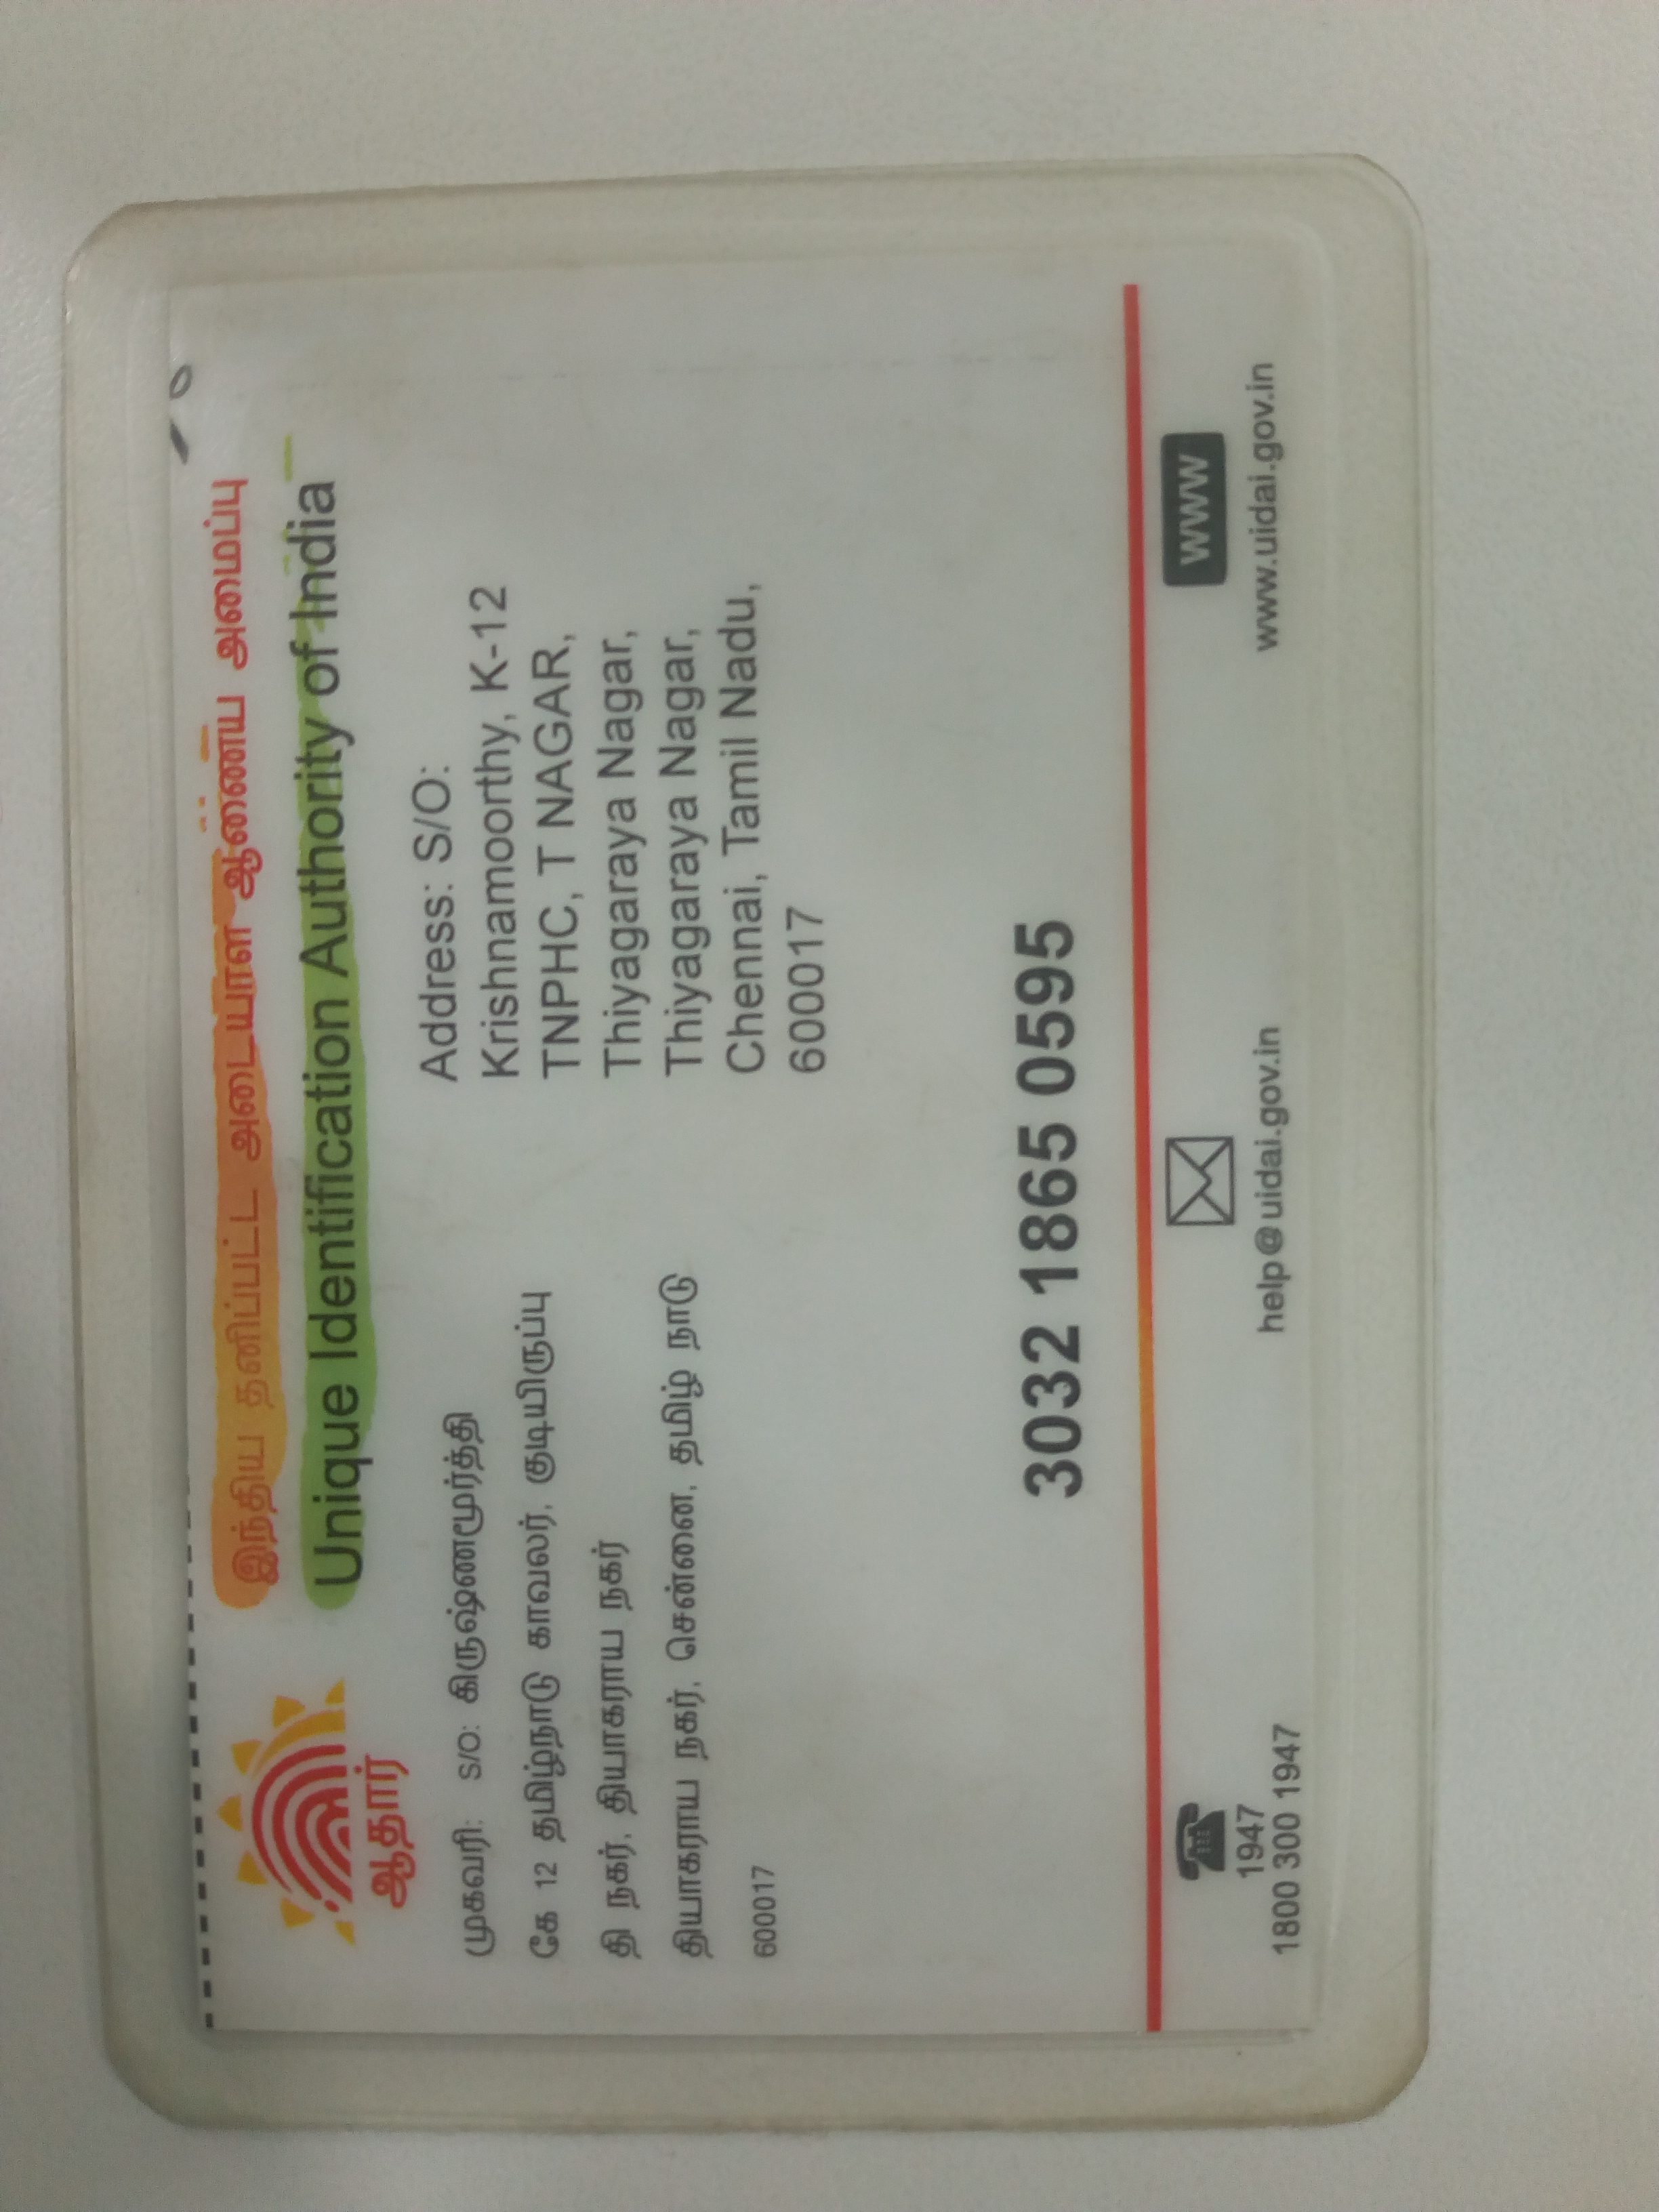 இந்திய தனிப்பட்ட அடையாள ஆணைய அமைப்பு
Unique Identification Authority of India
ஆதார்
முகவரி: S/O: கிருஷ்ணமூர்த்தி
கே 12 தமிழ்நாடு காவலர், குடியிருப்பு
தி நகர், தியாகராய நகர்
தியாகராய நகர், சென்னை, தமிழ் நாடு
600017
Address: S/O:
Krishnamoorthy, K-12
TNPHC, T NAGAR,
Thiyagaraya Nagar,
Thiyagaraya Nagar,
Chennai, Tamil Nadu,
600017
3032 1865 0595
1947
1800 300 1947
help@uidai.gov.in
www
www.uidai.gov.in